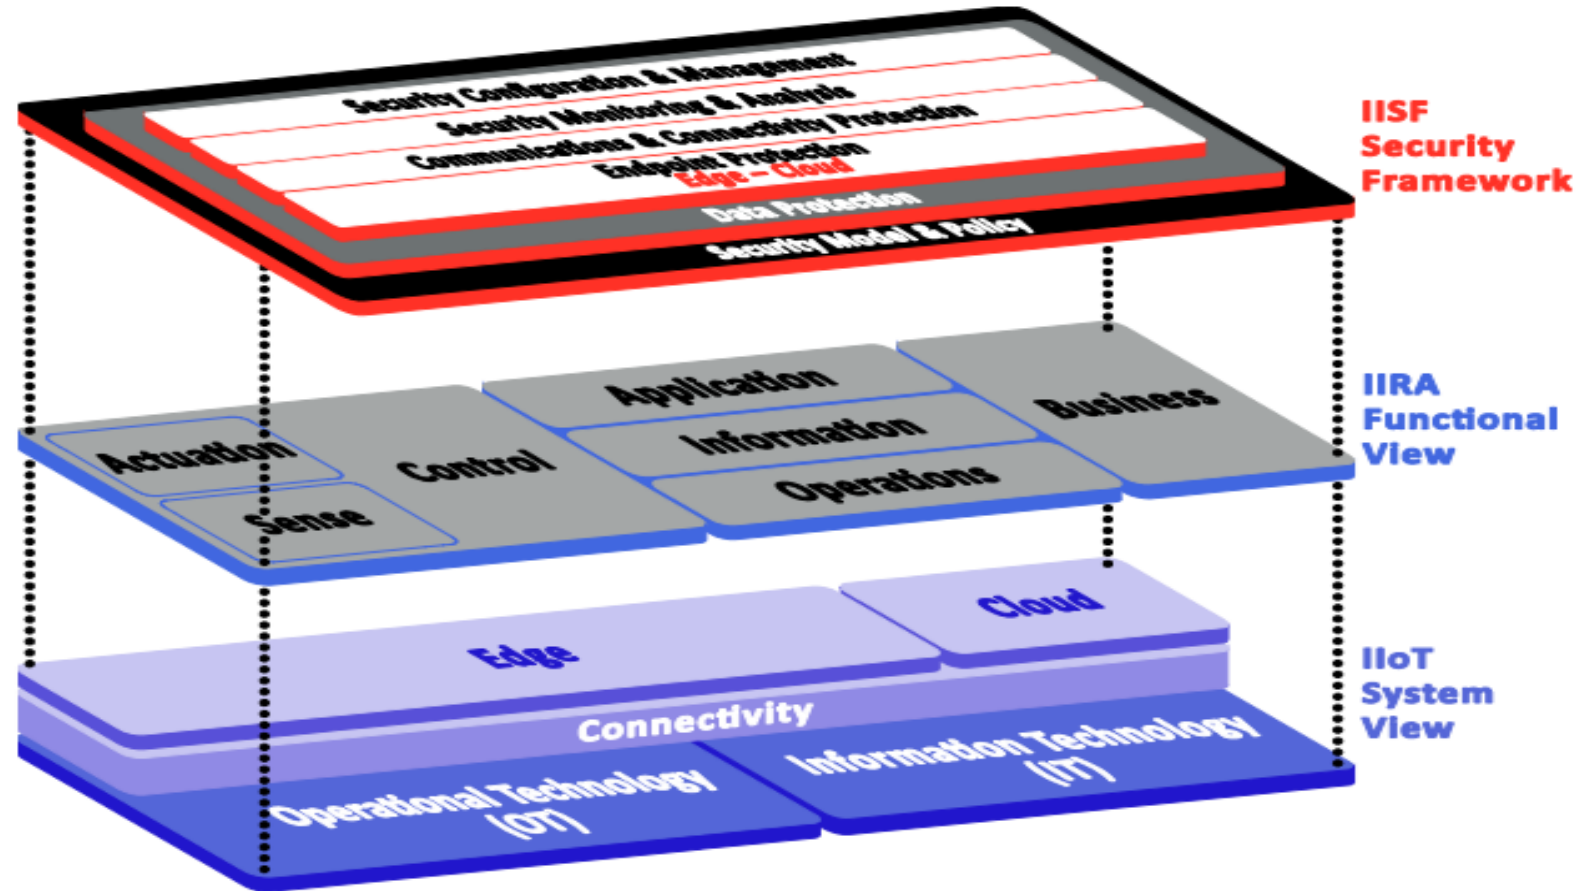 Security Configuration & Management
Security Monitoring & Analysis
Communications & Connectivity Protection
Endpoint Protection
Edge – Cloud
Data Protection
Security Model & Policy
IISF
Security
Framework
Application
Information
Operations
Business
Actuation
Control
Sense
IIRA
Functional
View
Edge
Cloud
Connectivity
Operational Technology
(OT)
Information Technology
(IT)
IIoT
System
View